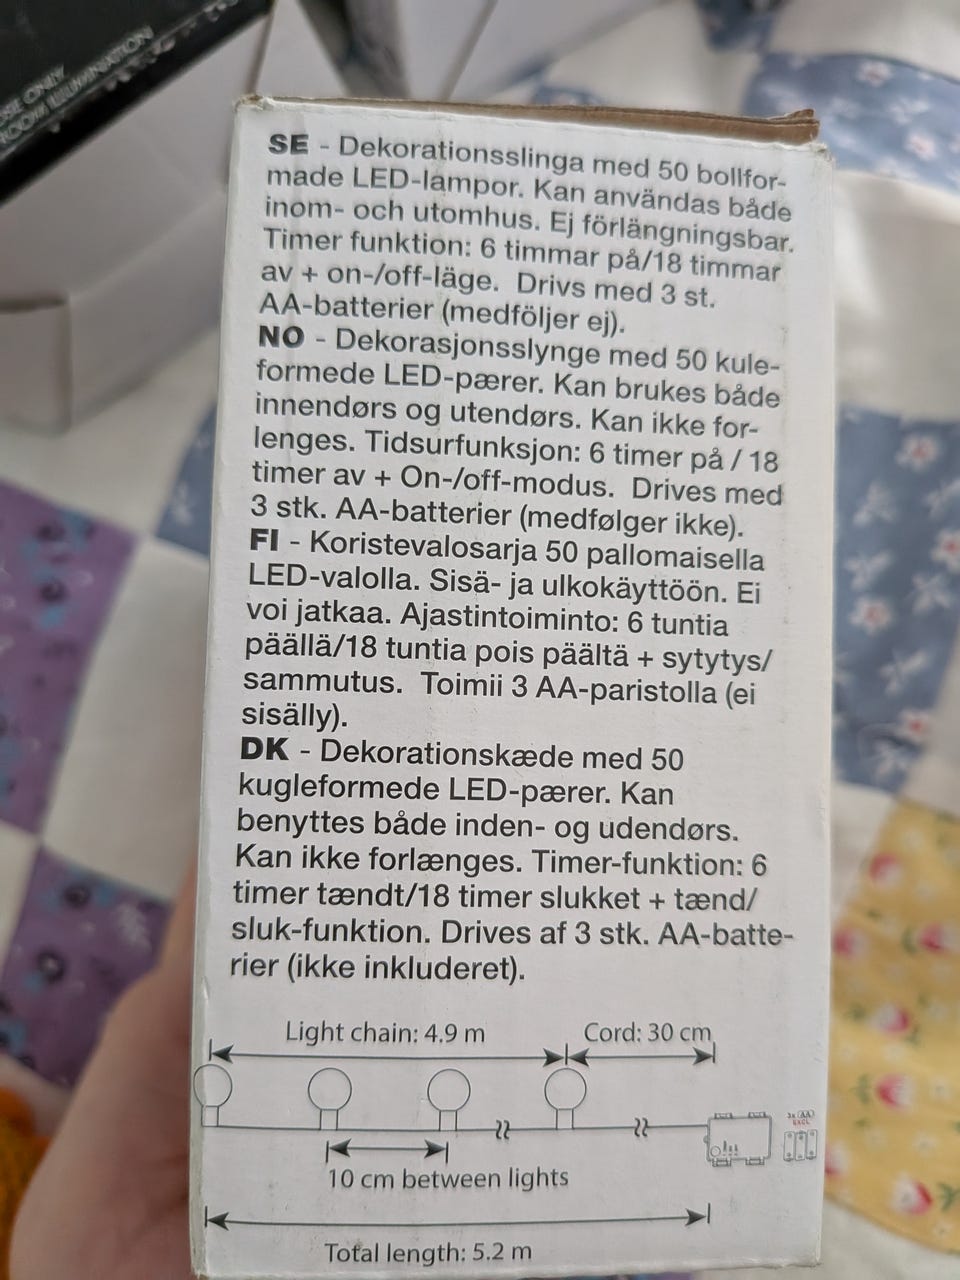 SSIE ONLY
ROOM ILLUMINATION
SE - Dekorationsslinga med 50 bollfor-
made LED-lampor. Kan användas både
inom- och utomhus. Ej förlängningsbar.
Timer funktion: 6 timmar på/18 timmar
av + on-/off-läge. Drivs med 3 st.
AA-batterier (medföljer ej).
NO - Dekorasjonsslynge med 50 kule-
formede LED-pærer. Kan brukes både
innendørs og utendørs. Kan ikke for-
lenges. Tidsurfunksjon: 6 timer på / 18
timer av + On-/off-modus. Drives med
3 stk. AA-batterier (medfølger ikke).
FI - Koristevalosarja 50 pallomaisella
LED-valolla. Sisä- ja ulkokäyttöön. Ei
voi jatkaa. Ajastintoiminto: 6 tuntia
päällä/18 tuntia pois päältä + sytytys/
sammutus. Toimii 3 AA-paristolla (ei
sisälly).
DK - Dekorationskæde med 50
kugleformede LED-pærer. Kan
benyttes både inden- og udendørs.
Kan ikke forlænges. Timer-funktion: 6
timer tændt/18 timer slukket + tænd/
sluk-funktion. Drives af 3 stk. AA-batte-
rier (ikke inkluderet).
Light chain: 4.9 m
Cord: 30 cm
3x AA
EXCL
10 cm between lights
Total length: 5.2 m